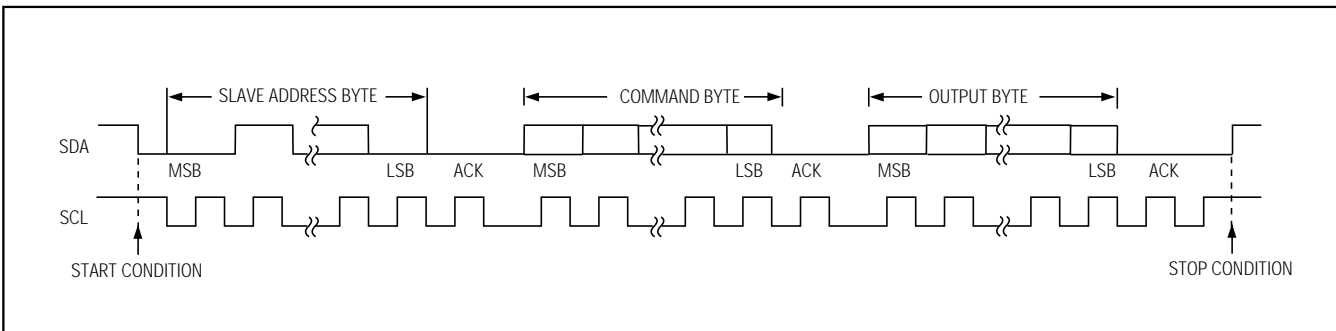 SLAVE ADDRESS BYTE COMMAND BYTE OUTPUT BYTE
SDA
MSB LSB ACK MSB LSB ACK MSB LSB ACK
SCL
START CONDITION STOP CONDITION